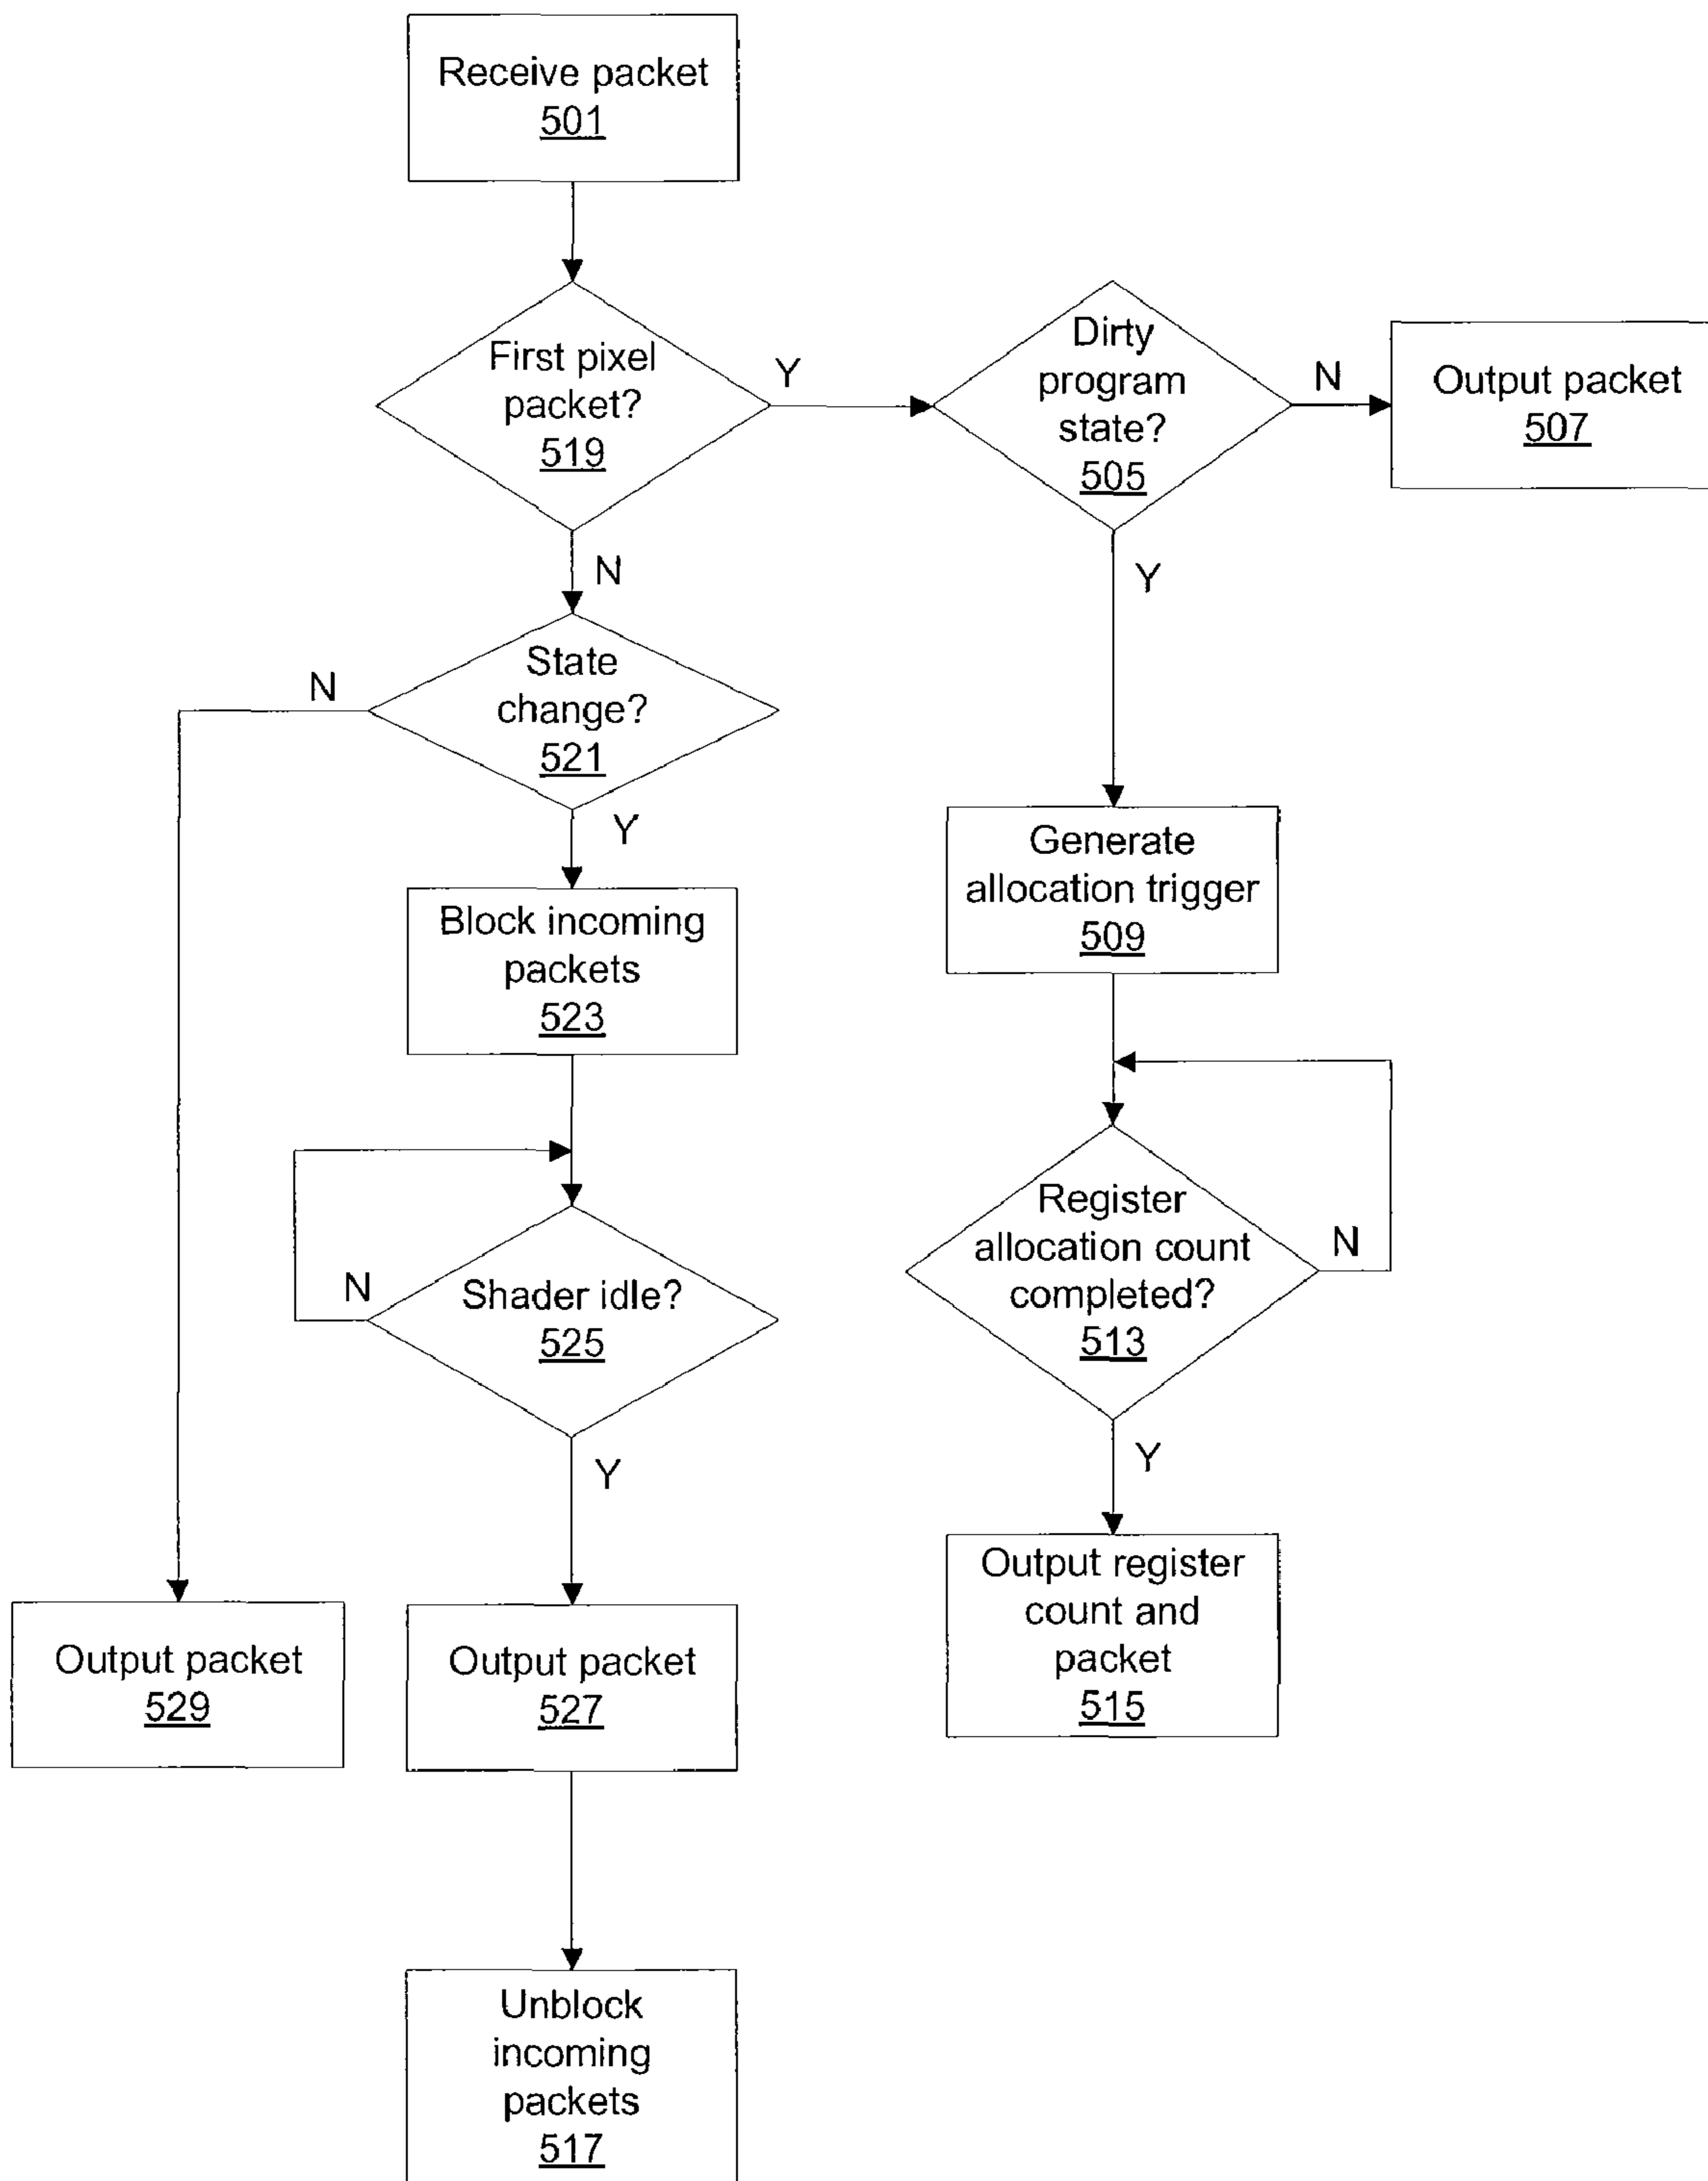 Receive packet
501
First pixel
packet?
519
Y
Dirty
program
state?
505
N
Output packet
507
N
Y
State
change?
521
N
Y
Generate
allocation trigger
509
Block incoming
packets
523
Register
allocation count
completed?
513
N
Shader idle?
525
N
Y
Y
Output register
count and
packet
515
Output packet
529
Output packet
527
Unblock
incoming
packets
517